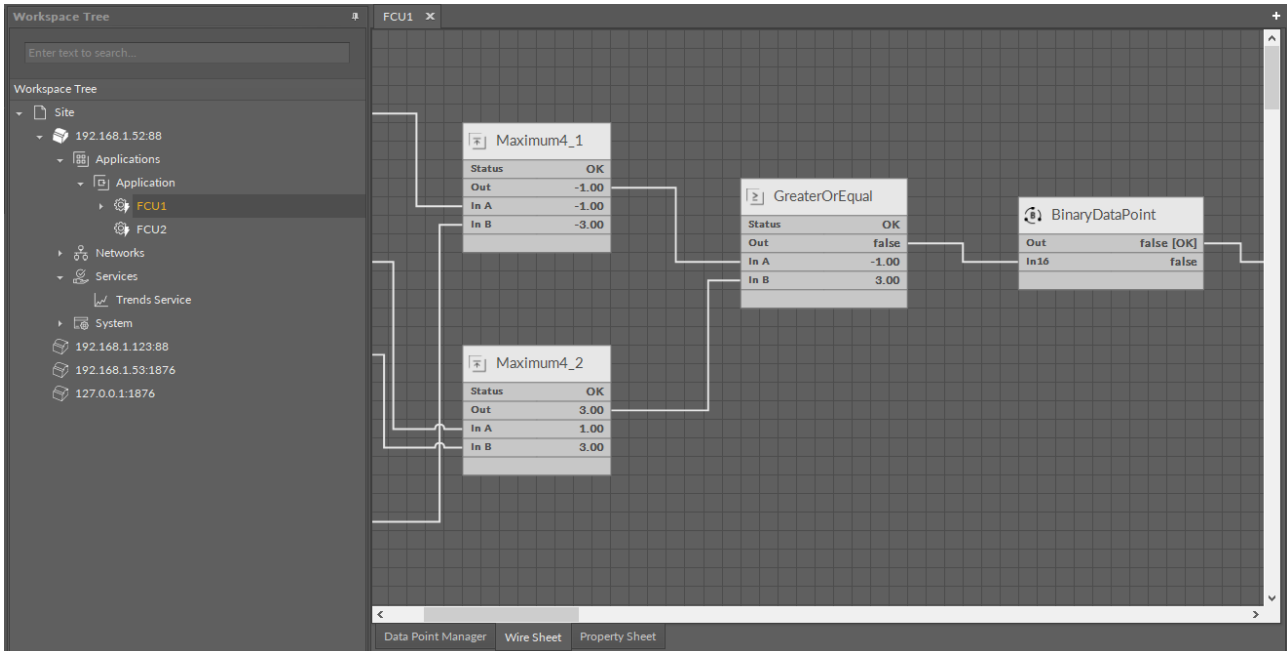 Workspace Tree
Enter text to search...
Workspace Tree
Site
192.168.1.52:88
Applications
Application
FCU1
FCU2
Networks
Services
Trends Service
System
192.168.1.123:88
192.168.1.53:1876
127.0.0.1:1876
FCU1
Maximum4_1
Status OK
Out -1.00
In A -1.00
In B -3.00
Maximum4_2
Status OK
Out 3.00
In A 1.00
In B 3.00
GreaterOrEqual
Status OK
Out false
In A -1.00
In B 3.00
BinaryDataPoint
Out false [OK]
In16 false
Data Point Manager Wire Sheet Property Sheet